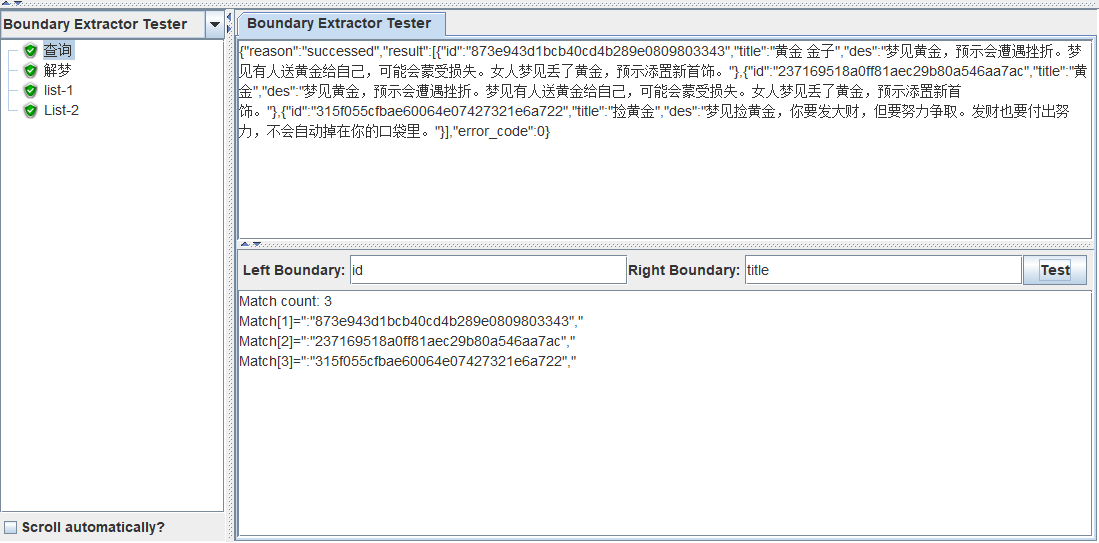 Boundary Extractor Tester
查询
解梦
list-1
List-2
Scroll automatically?
Boundary Extractor Tester
{"reason":"successed","result":[{"id":"873e943d1bcb40cd4b289e0809803343","title":"黄金 金子","des":"梦见黄金，预示会遭遇挫折。梦
见有人送黄金给自己，可能会蒙受损失。女人梦见丢了黄金，预示添置新首饰。"},{"id":"237169518a0ff81aec29b80a546aa7ac","title":"黄
金","des":"梦见黄金，预示会遭遇挫折。梦见有人送黄金给自己，可能会蒙受损失。女人梦见丢了黄金，预示添置新首
饰。"},{"id":"315f055cfbae60064e07427321e6a722","title":"捡黄金","des":"梦见捡黄金，你要发大财，但要努力争取。发财也要付出努
力，不会自动掉在你的口袋里。"}],"error_code":0}
Left Boundary: id Right Boundary: title Test
Match count: 3
Match[1]=":"873e943d1bcb40cd4b289e0809803343","
Match[2]=":"237169518a0ff81aec29b80a546aa7ac","
Match[3]=":"315f055cfbae60064e07427321e6a722","